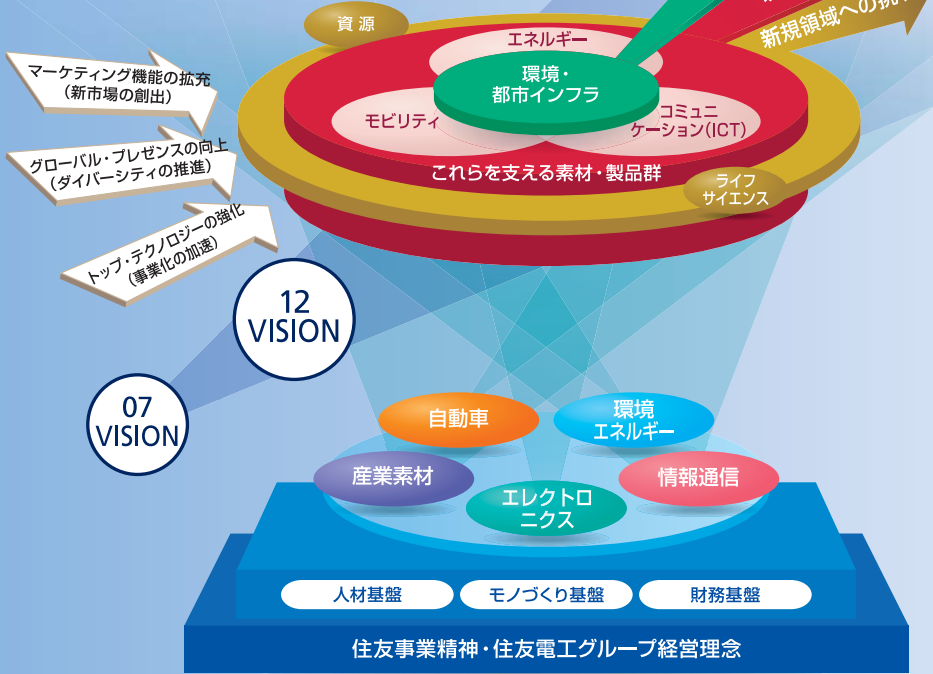 資源
新規領域への挑
エネルギー
環境・
都市インフラ
モビリティ
コミュニ
ケーション(ICT)
これらを支える素材・製品群
ライフ
サイエンス
マーケティング機能の拡充
(新市場の創出)
グローバル・プレゼンスの向上
(ダイバーシティの推進)
トップ・テクノロジーの強化
(事業化の加速)
12
VISION
07
VISION
自動車
環境
エネルギー
産業素材
情報通信
エレクトロ
ニクス
人材基盤
モノづくり基盤
財務基盤
住友事業精神・住友電工グループ経営理念